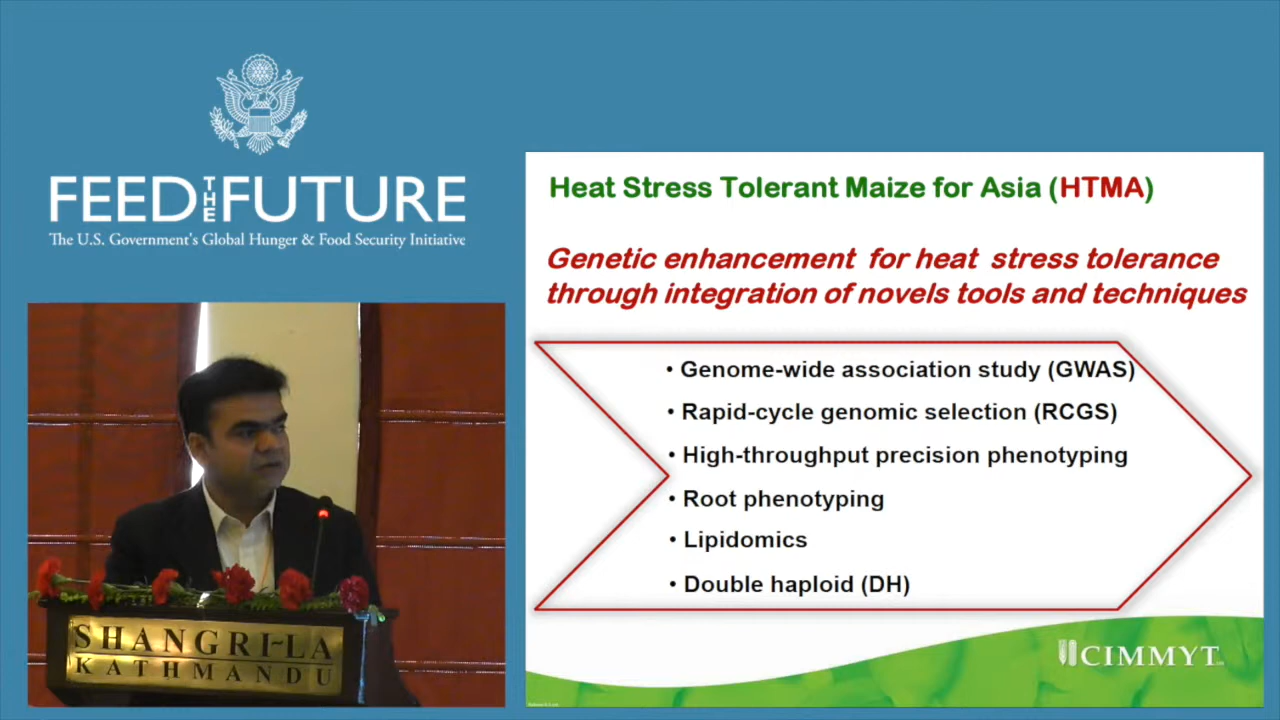 FEED THE FUTURE
The U.S. Government's Global Hunger & Food Security Initiative
SHANGRI~LA
KATHMANDU
Heat Stress Tolerant Maize for Asia (HTMA)
Genetic enhancement for heat stress tolerance
through integration of novels tools and techniques
• Genome-wide association study (GWAS)
• Rapid-cycle genomic selection (RCGS)
• High-throughput precision phenotyping
• Root phenotyping
• Lipidomics
• Double haploid (DH)
CIMMYT